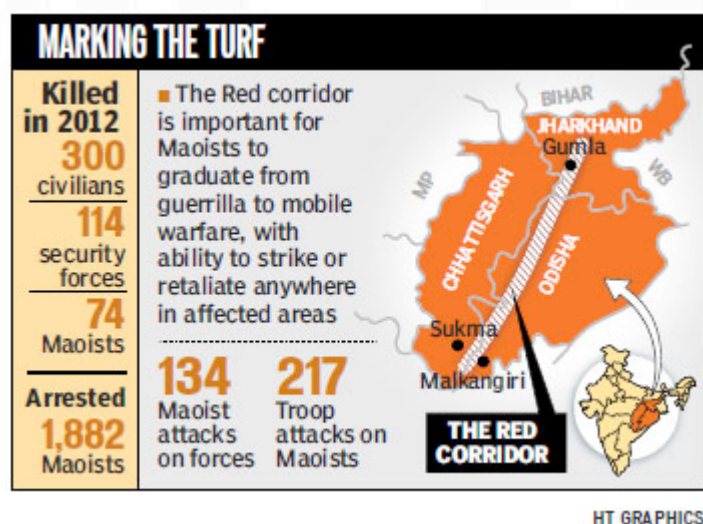 MARKING THE TURF
Killed
in 2012
300
civilians
114
security
forces
74
Maoists
Arrested
1,882
Maoists
■ The Red corridor
is important for
Maoists to
graduate from
guerrilla to mobile
warfare, with
ability to strike or
retaliate anywhere
in affected areas
134
Maoist
attacks
on forces
217
Troop
attacks on
Maoists
BIHAR
JHARKHAND
Gumla
WB
MP
CHHATTISGARH
ODISHA
Sukma
Malkangiri
THE RED
CORRIDOR
HT GRAPHICS